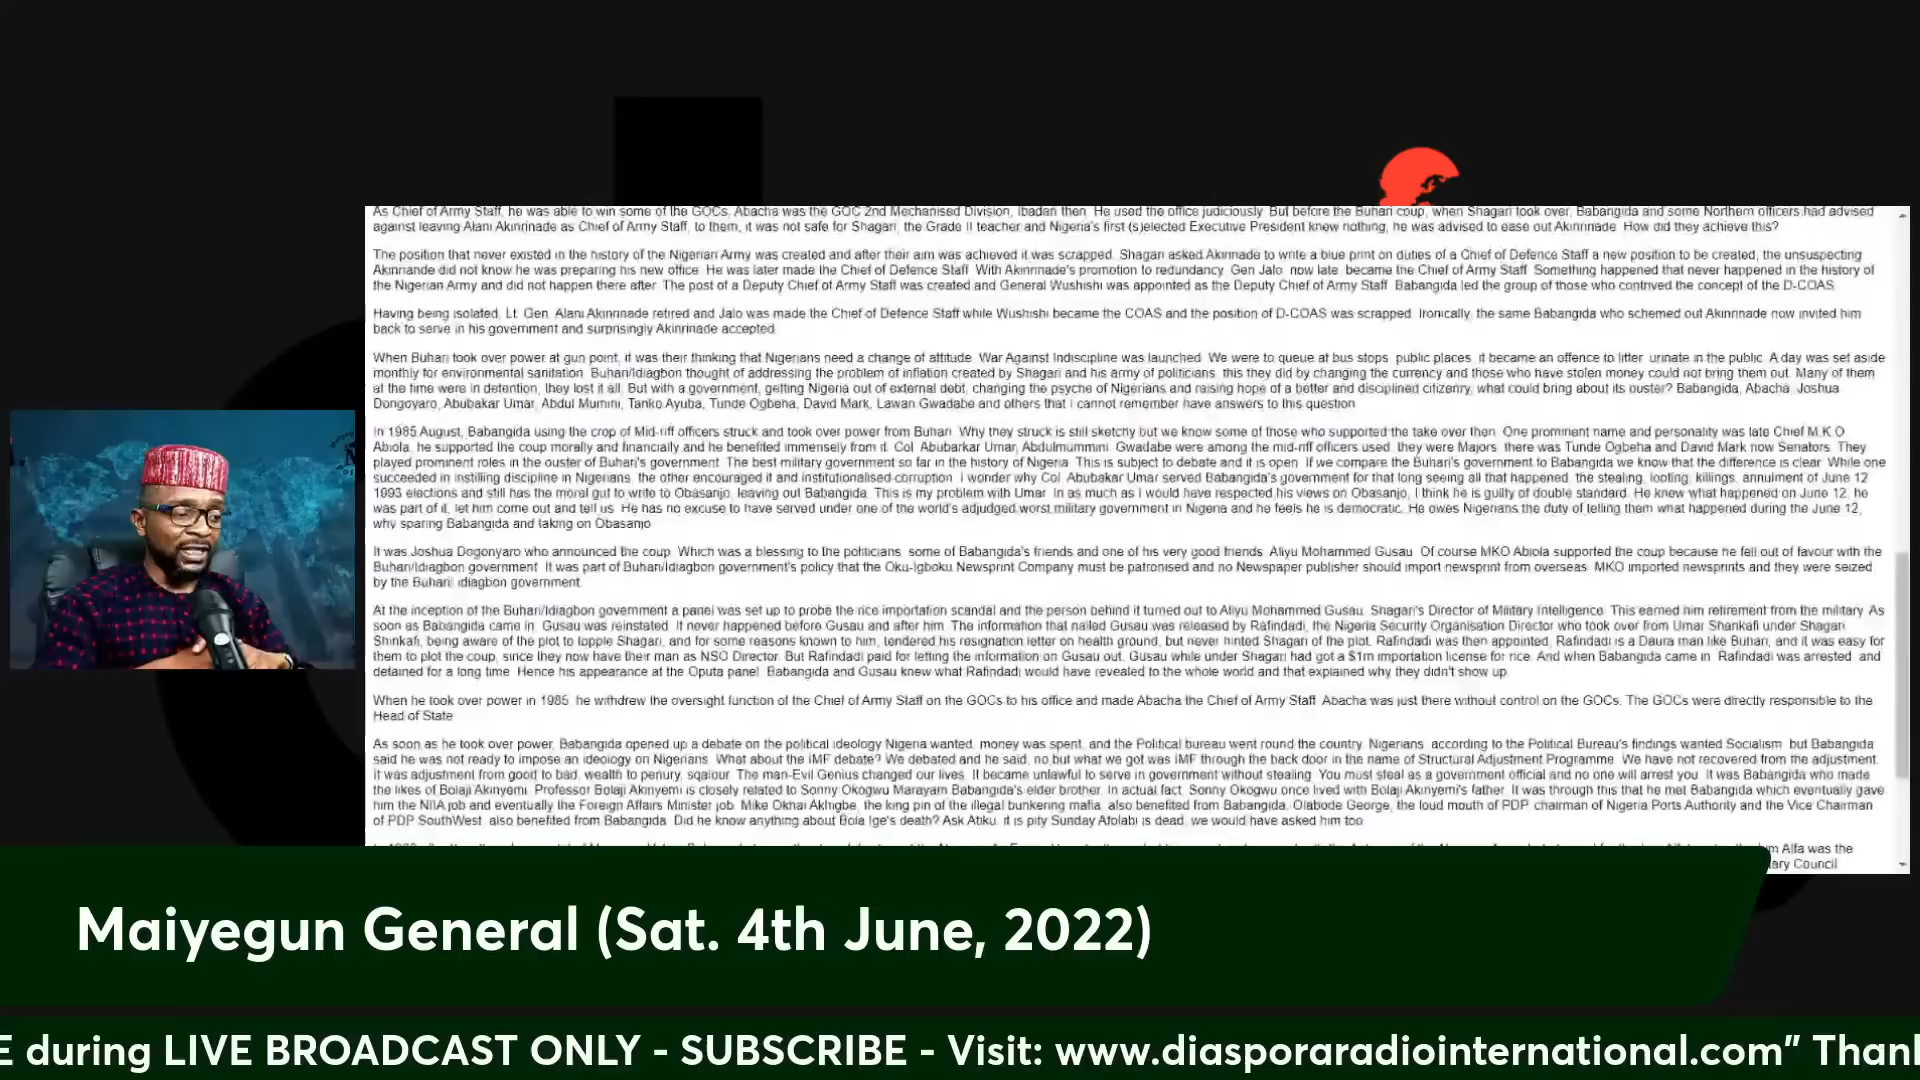 As Chief of Army Staff, he was able to win some of the GOCs, Abacha was the GOC 2nd Mechanised Division, Ibadan then. He used the office judiciously. But before the Buhari coup, when Shagari took over, Babangida and some Northern officers had advised
against leaving Alani Akinrinade as Chief of Army Staff, to them, it was not safe for Shagari, the Grade II teacher and Nigeria's first (s)elected Executive President knew nothing, he was advised to ease out Akinrinade. How did they achieve this?
The position that never existed in the history of the Nigerian Army was created and after their aim was achieved it was scrapped. Shagari asked Akinnade to write a blue print on duties of a Chief of Defence Staff a new position to be created, the unsuspecting
Akinnande did not know he was preparing his new office. He was later made the Chief of Defence Staff. With Akinrinade's promotion to redundancy, Gen Jalo, now late, became the Chief of Army Staff. Something happened that never happened in the history of
the Nigerian Army and did not happen there after. The post of a Deputy Chief of Army Staff was created and General Wushishi was appointed as the Deputy Chief of Army Staff. Babangida led the group of those who contrived the concept of the D-COAS.
Having being isolated, Lt. Gen. Alani Akinrinade retired and Jalo was made the Chief of Defence Staff while Wushishi became the COAS and the position of D-COAS was scrapped. Ironically, the same Babangida who schemed out Akinrinade now invited him
back to serve in his government and surprisingly Akinrinade accepted.
When Buhari took over power at gun point, it was their thinking that Nigerians need a change of attitude. War Against Indiscipline was launched. We were to queue at bus stops, public places, it became an offence to litter, urinate in the public. A day was set aside
monthly for environmental sanitation. Buhari/Idiagbon thought of addressing the problem of inflation created by Shagari and his army of politicians, this they did by changing the currency and those who have stolen money could not bring them out. Many of them
at the time were in detention, they lost it all. But with a government, getting Nigeria out of external debt, changing the psyche of Nigerians and raising hope of a better and disciplined citizenry, what could bring about its ouster? Babangida, Abacha, Joshua
Dongoyaro, Abubakar Umar, Abdul Mumini, Tanko Ayuba, Tunde Ogbeha, David Mark, Lawan Gwadabe and others that I cannot remember have answers to this question.
In 1985 August, Babangida using the crop of Mid-riff officers struck and took over power from Buhari. Why they struck is still sketchy but we know some of those who supported the take over then. One prominent name and personality was late Chief M.K.O
Abiola, he supported the coup morally and financially and he benefited immensely from it. Col. Abubarkar Umar, Abdulmummini, Gwadabe were among the mid-riff officers used, they were Majors, there was Tunde Ogbeha and David Mark now Senators. They
played prominent roles in the ouster of Buhari's government. The best military government so far in the history of Nigeria. This is subject to debate and it is open. If we compare the Buhari's government to Babangida we know that the difference is clear. While one
succeeded in instilling discipline in Nigerians, the other encouraged it and institutionalised corruption. I wonder why Col. Abubakar Umar served Babangida's government for that long seeing all that happened, the stealing, looting, killings, annulment of June 12
1993 elections and still has the moral gut to write to Obasanjo, leaving out Babangida. This is my problem with Umar. In as much as I would have respected his views on Obasanjo, I think he is guilty of double standard. He knew what happened on June 12, he
was part of it, let him come out and tell us. He has no excuse to have served under one of the world's adjudged worst military government in Nigeria and he feels he is democratic. He owes Nigerians the duty of telling them what happened during the June 12,
why sparing Babangida and taking on Obasanjo
It was Joshua Dogonyaro who announced the coup. Which was a blessing to the politicians, some of Babangida's friends and one of his very good friends, Aliyu Mohammed Gusau. Of course MKO Abiola supported the coup because he fell out of favour with the
Buhari/Idiagbon government. It was part of Buhari/Idiagbon government's policy that the Oku-Igboku Newsprint Company must be patronised and no Newspaper publisher should import newsprint from overseas. MKO imported newsprints and they were seized
by the Buhari Idiagbon government.
At the inception of the Buhari/Idiagbon government a panel was set up to probe the rice importation scandal and the person behind it turned out to Aliyu Mohammed Gusau, Shagari's Director of Military Intelligence. This earned him retirement from the military. As
soon as Babangida came in, Gusau was reinstated. It never happened before Gusau and after him. The information that nailed Gusau was released by Rafindadi, the Nigeria Security Organisation Director who took over from Umar Shankafi under Shagari.
Shinkafi, being aware of the plot to topple Shagari, and for some reasons known to him, tendered his resignation letter on health ground, but never hinted Shagari of the plot. Rafindadi was then appointed, Rafindadi is a Daura man like Buhari, and it was easy for
them to plot the coup, since they now have their man as NSO Director. But Rafindadi paid for letting the information on Gusau out. Gusau while under Shagari had got a $1m importation license for rice. And when Babangida came in, Rafindadi was arrested and
detained for a long time. Hence his appearance at the Oputa panel. Babangida and Gusau knew what Rafindadi would have revealed to the whole world and that explained why they didn't show up.
When he took over power in 1985, he withdrew the oversight function of the Chief of Army Staff on the GOCs to his office and made Abacha the Chief of Army Staff. Abacha was just there without control on the GOCs. The GOCs were directly responsible to the
Head of State.
As soon as he took over power, Babangida opened up a debate on the political ideology Nigeria wanted, money was spent, and the Political bureau went round the country. Nigerians, according to the Political Bureau's findings wanted Socialism, but Babangida
said he was not ready to impose an ideology on Nigerians. What about the IMF debate? We debated and he said, no but what we got was IMF through the back door in the name of Structural Adjustment Programme. We have not recovered from the adjustment.
It was adjustment from good to bad, wealth to penury, sqalour. The man-Evil Genius changed our lives. It became unlawful to serve in government without stealing. You must steal as a government official and no one will arrest you. It was Babangida who made
the likes of Bolaji Akinyemi. Professor Bolaji Akinyemi is closely related to Sonny Okogwu Marayam Babangida's elder brother. In actual fact, Sonny Okogwu once lived with Bolaji Akinyemi's father. It was through this that he met Babangida which eventually gave
him the NIIA job and eventually the Foreign Affairs Minister job. Mike Okhai Akhigbe, the king pin of the illegal bunkering mafia, also benefited from Babangida. Olabode George, the loud mouth of PDP, chairman of Nigeria Ports Authority and the Vice Chairman
of PDP SouthWest, also benefited from Babangida. Did he know anything about Bola Ige's death? Ask Atiku, it is pity Sunday Afolabi is dead, we would have asked him too.
Alfa was the
Council
Maiyegun General (Sat. 4th June, 2022)
E during LIVE BROADCAST ONLY - SUBSCRIBE - Visit: www.diasporaradiointernational.com" Thank